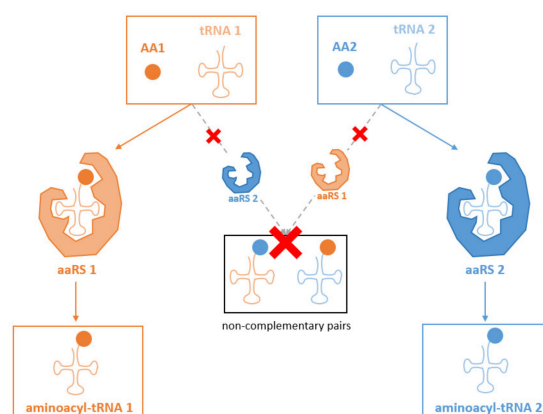 tRNA 1
AA1
tRNA 2
AA2
aaRS 2
aaRS 1
aaRS 1
aaRS 2
non-complementary pairs
aminoacyl-tRNA 1
aminoacyl-tRNA 2